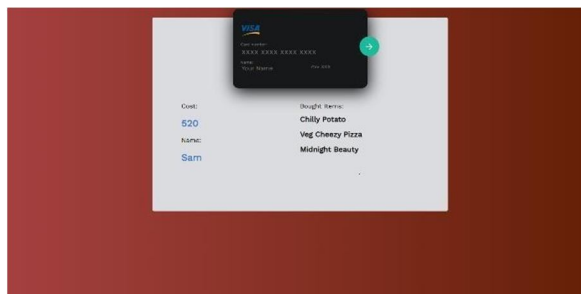 VISA
Card number:
XXXX XXXX XXXX XXXX
Name:
Your Name
Cost:
520
Name:
Sam
Bought Items:
Chilly Potato
Veg Cheezy Pizza
Midnight Beauty